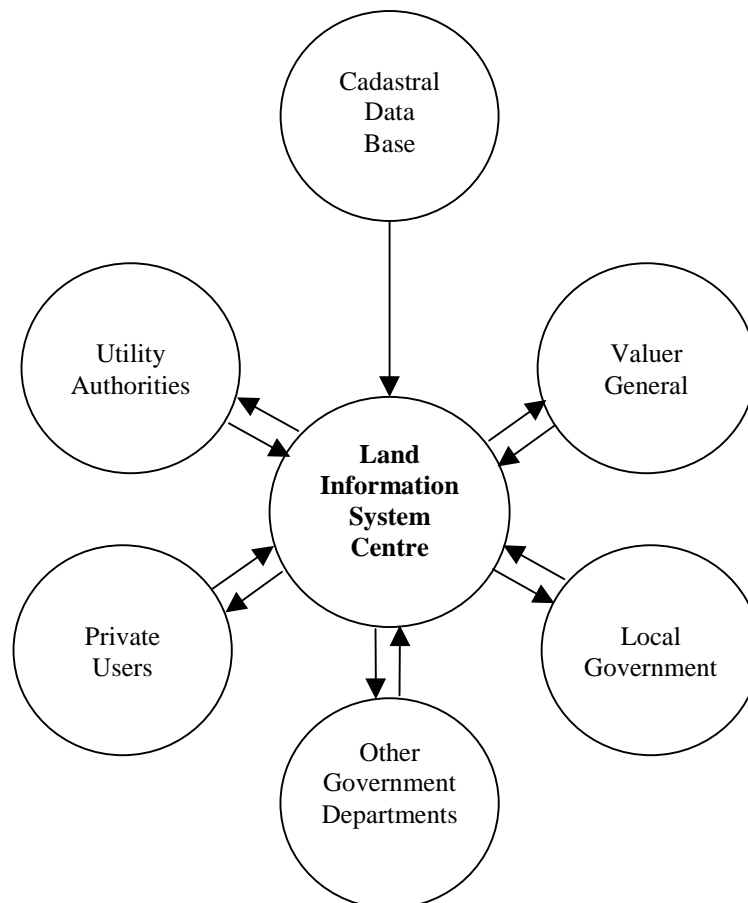 Cadastral
Data
Base
Utility
Authorities
Valuer
General
Land
Information
System
Centre
Private
Users
Local
Government
Other
Government
Departments